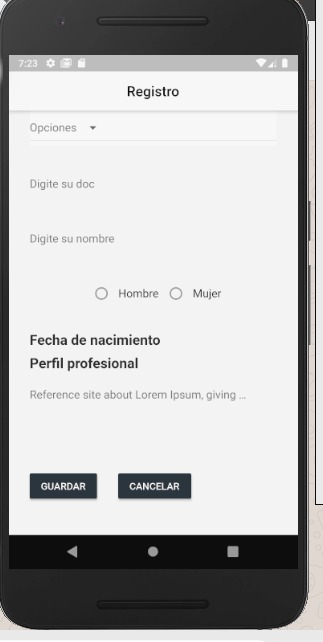 7:23
Registro
Opciones
Digite su doc
Digite su nombre
Hombre Mujer
Fecha de nacimiento
Perfil profesional
Reference site about Lorem Ipsum, giving ...
GUARDAR CANCELAR